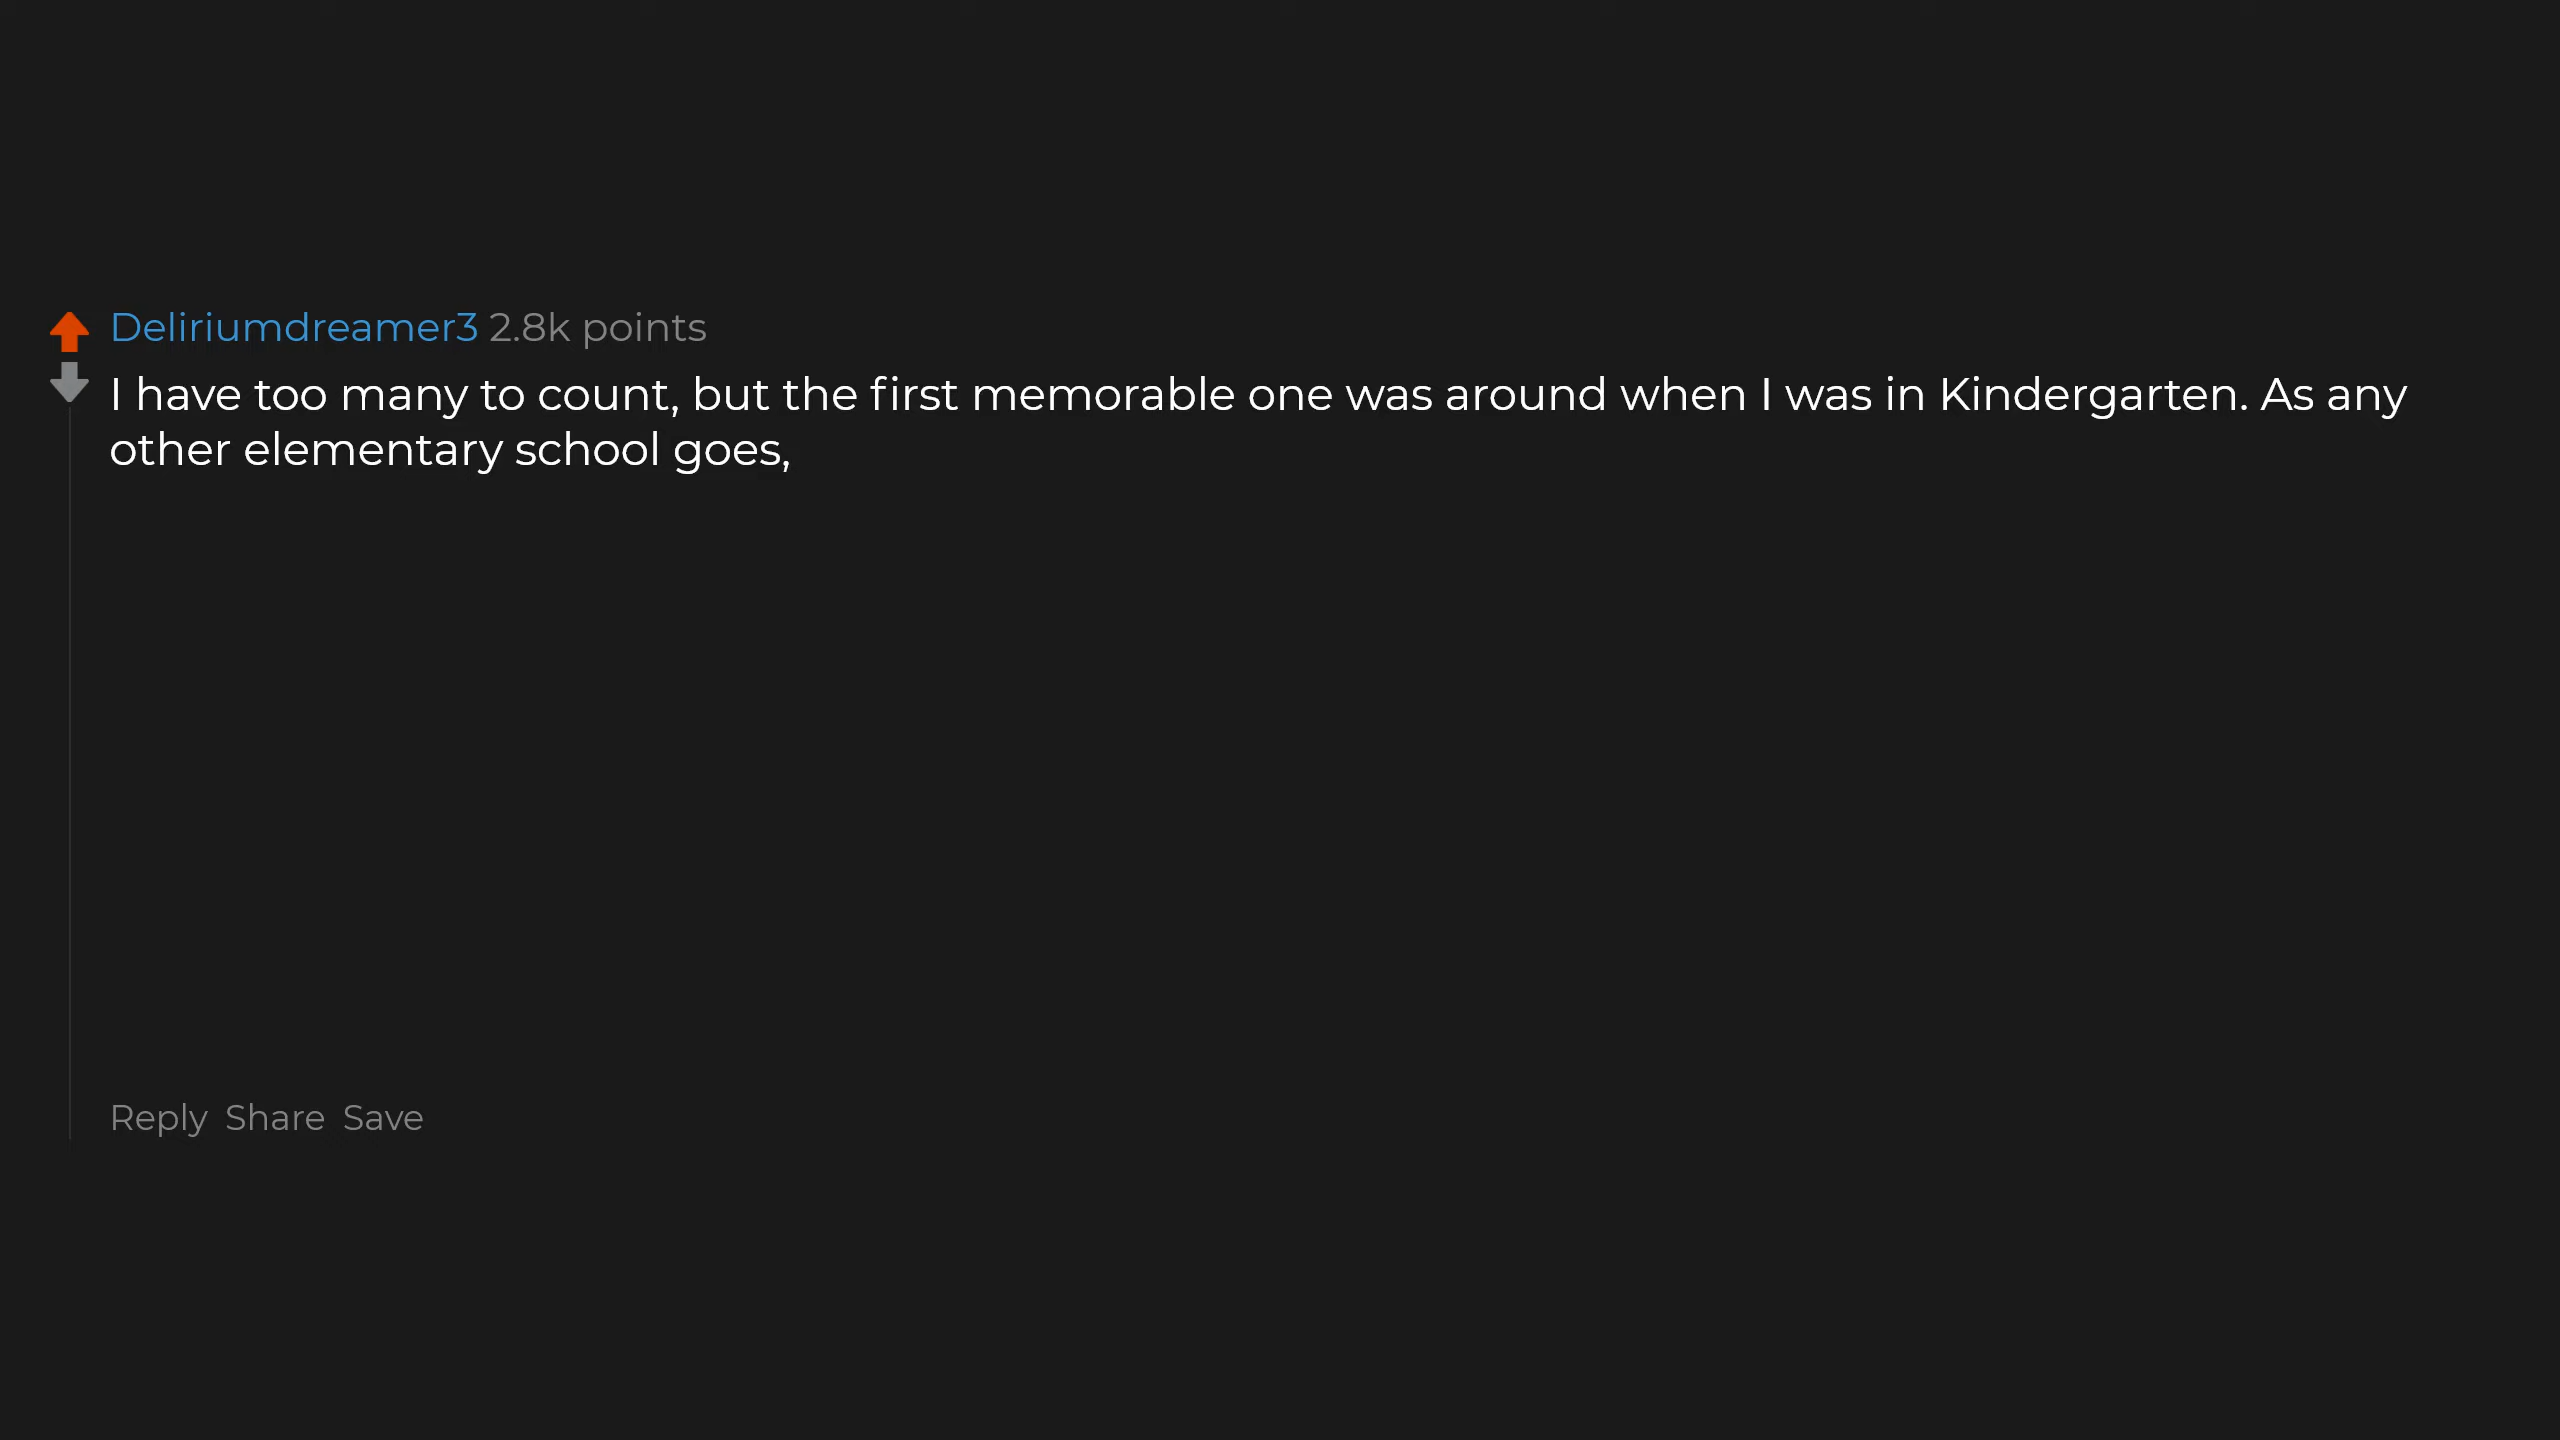 Deliriumdreamer3 2.8k points
I have too many to count, but the first memorable one was around when I was in Kindergarten. As any
other elementary school goes,
Reply Share Save